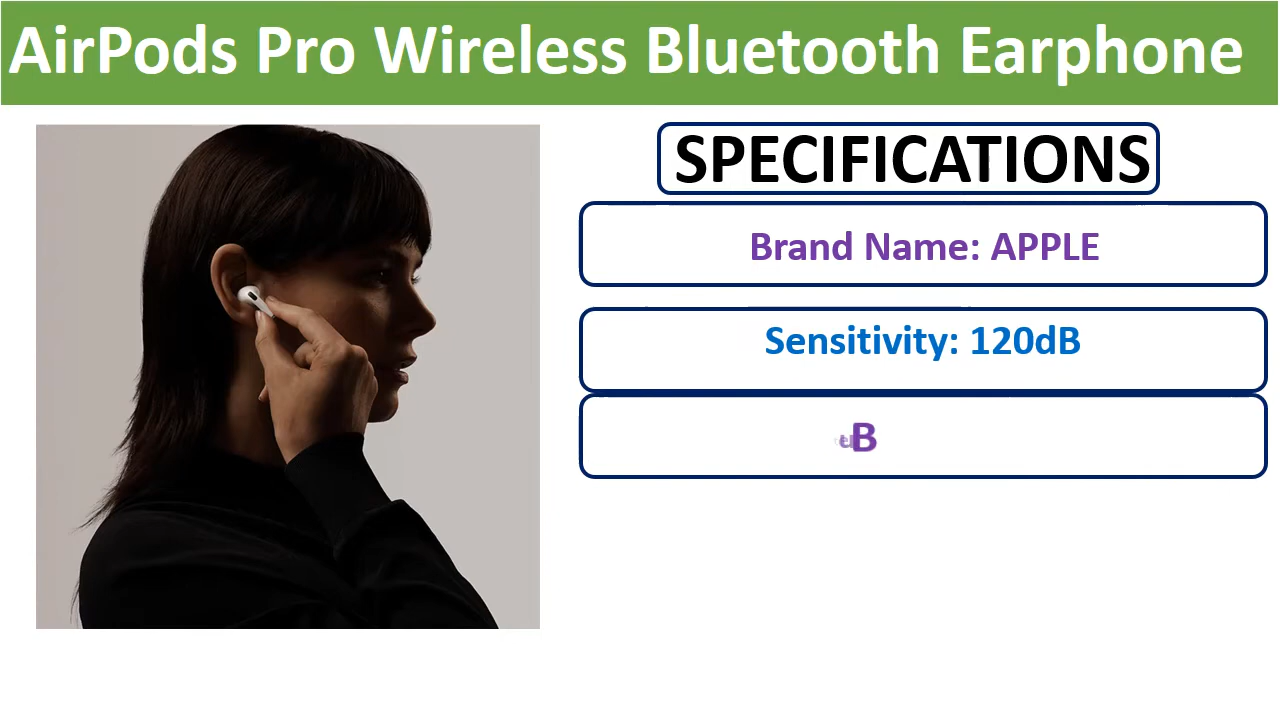 AirPods Pro Wireless Bluetooth Earphone
SPECIFICATIONS
Brand Name: APPLE
Sensitivity: 120dB
B